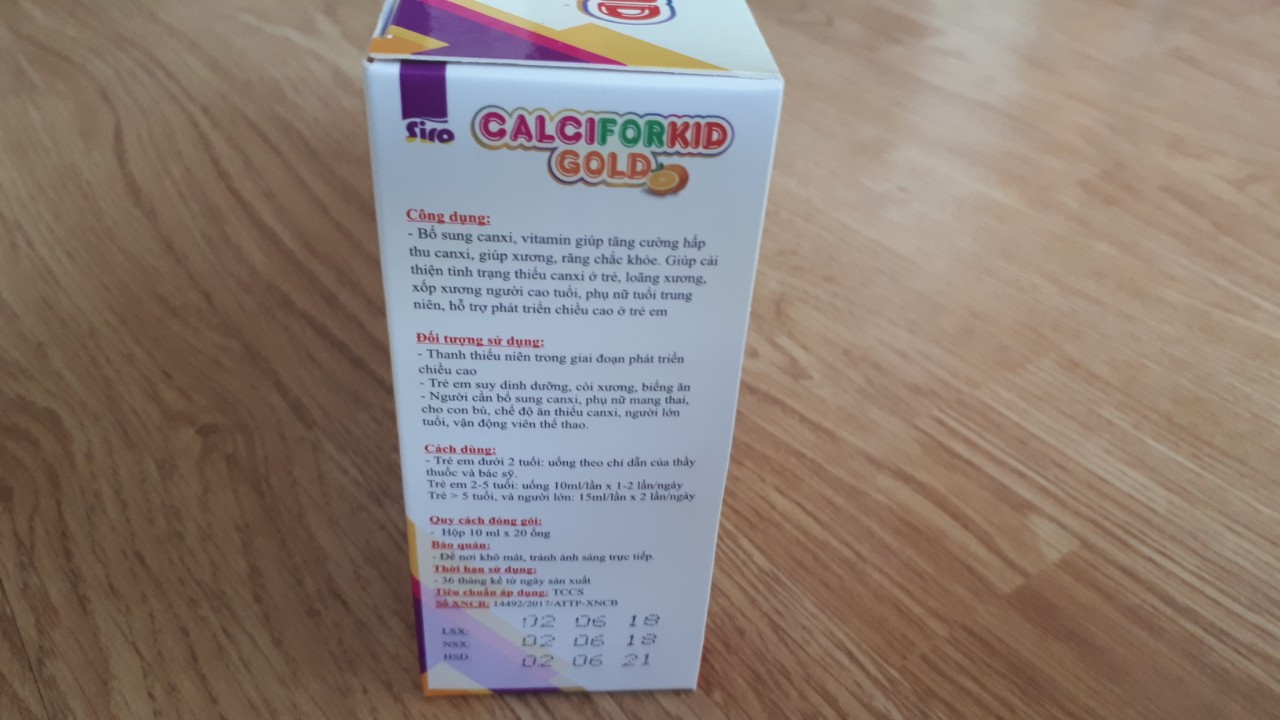 KID
Siro
CALCIFORKID
GOLD
Công dụng:
- Bổ sung canxi, vitamin giúp tăng cường hấp
thu canxi, giúp xương, răng chắc khỏe. Giúp cải
thiện tình trạng thiếu canxi ở trẻ, loãng xương,
xốp xương người cao tuổi, phụ nữ tuổi trung
niên, hỗ trợ phát triển chiều cao ở trẻ em
Đối tượng sử dụng:
- Thanh thiếu niên trong giai đoạn phát triển
chiều cao
- Trẻ em suy dinh dưỡng, còi xương, biếng ăn
- Người cần bổ sung canxi, phụ nữ mang thai,
cho con bú, chế độ ăn thiếu canxi, người lớn
tuổi, vận động viên thể thao.
Cách dùng:
- Trẻ em dưới 2 tuổi: uống theo chỉ dẫn của thầy
thuốc và bác sỹ.
Trẻ em 2-5 tuổi: uống 10ml/lần x 1-2 lần/ngày
Trẻ > 5 tuổi, và người lớn: 15ml/lần x 2 lần/ngày
Quy cách đóng gói:
- Hộp 10 ml x 20 ống
Bảo quản:
- Để nơi khô mát, tránh ánh sáng trực tiếp.
Thời hạn sử dụng:
- 36 tháng kể từ ngày sản xuất
Tiêu chuẩn áp dụng: TCCS
Số XNCB: 14492/2017/ATTP-XNCB
LSX: 02 06 18
NSX: 02 06 18
HSD: 02 06 21